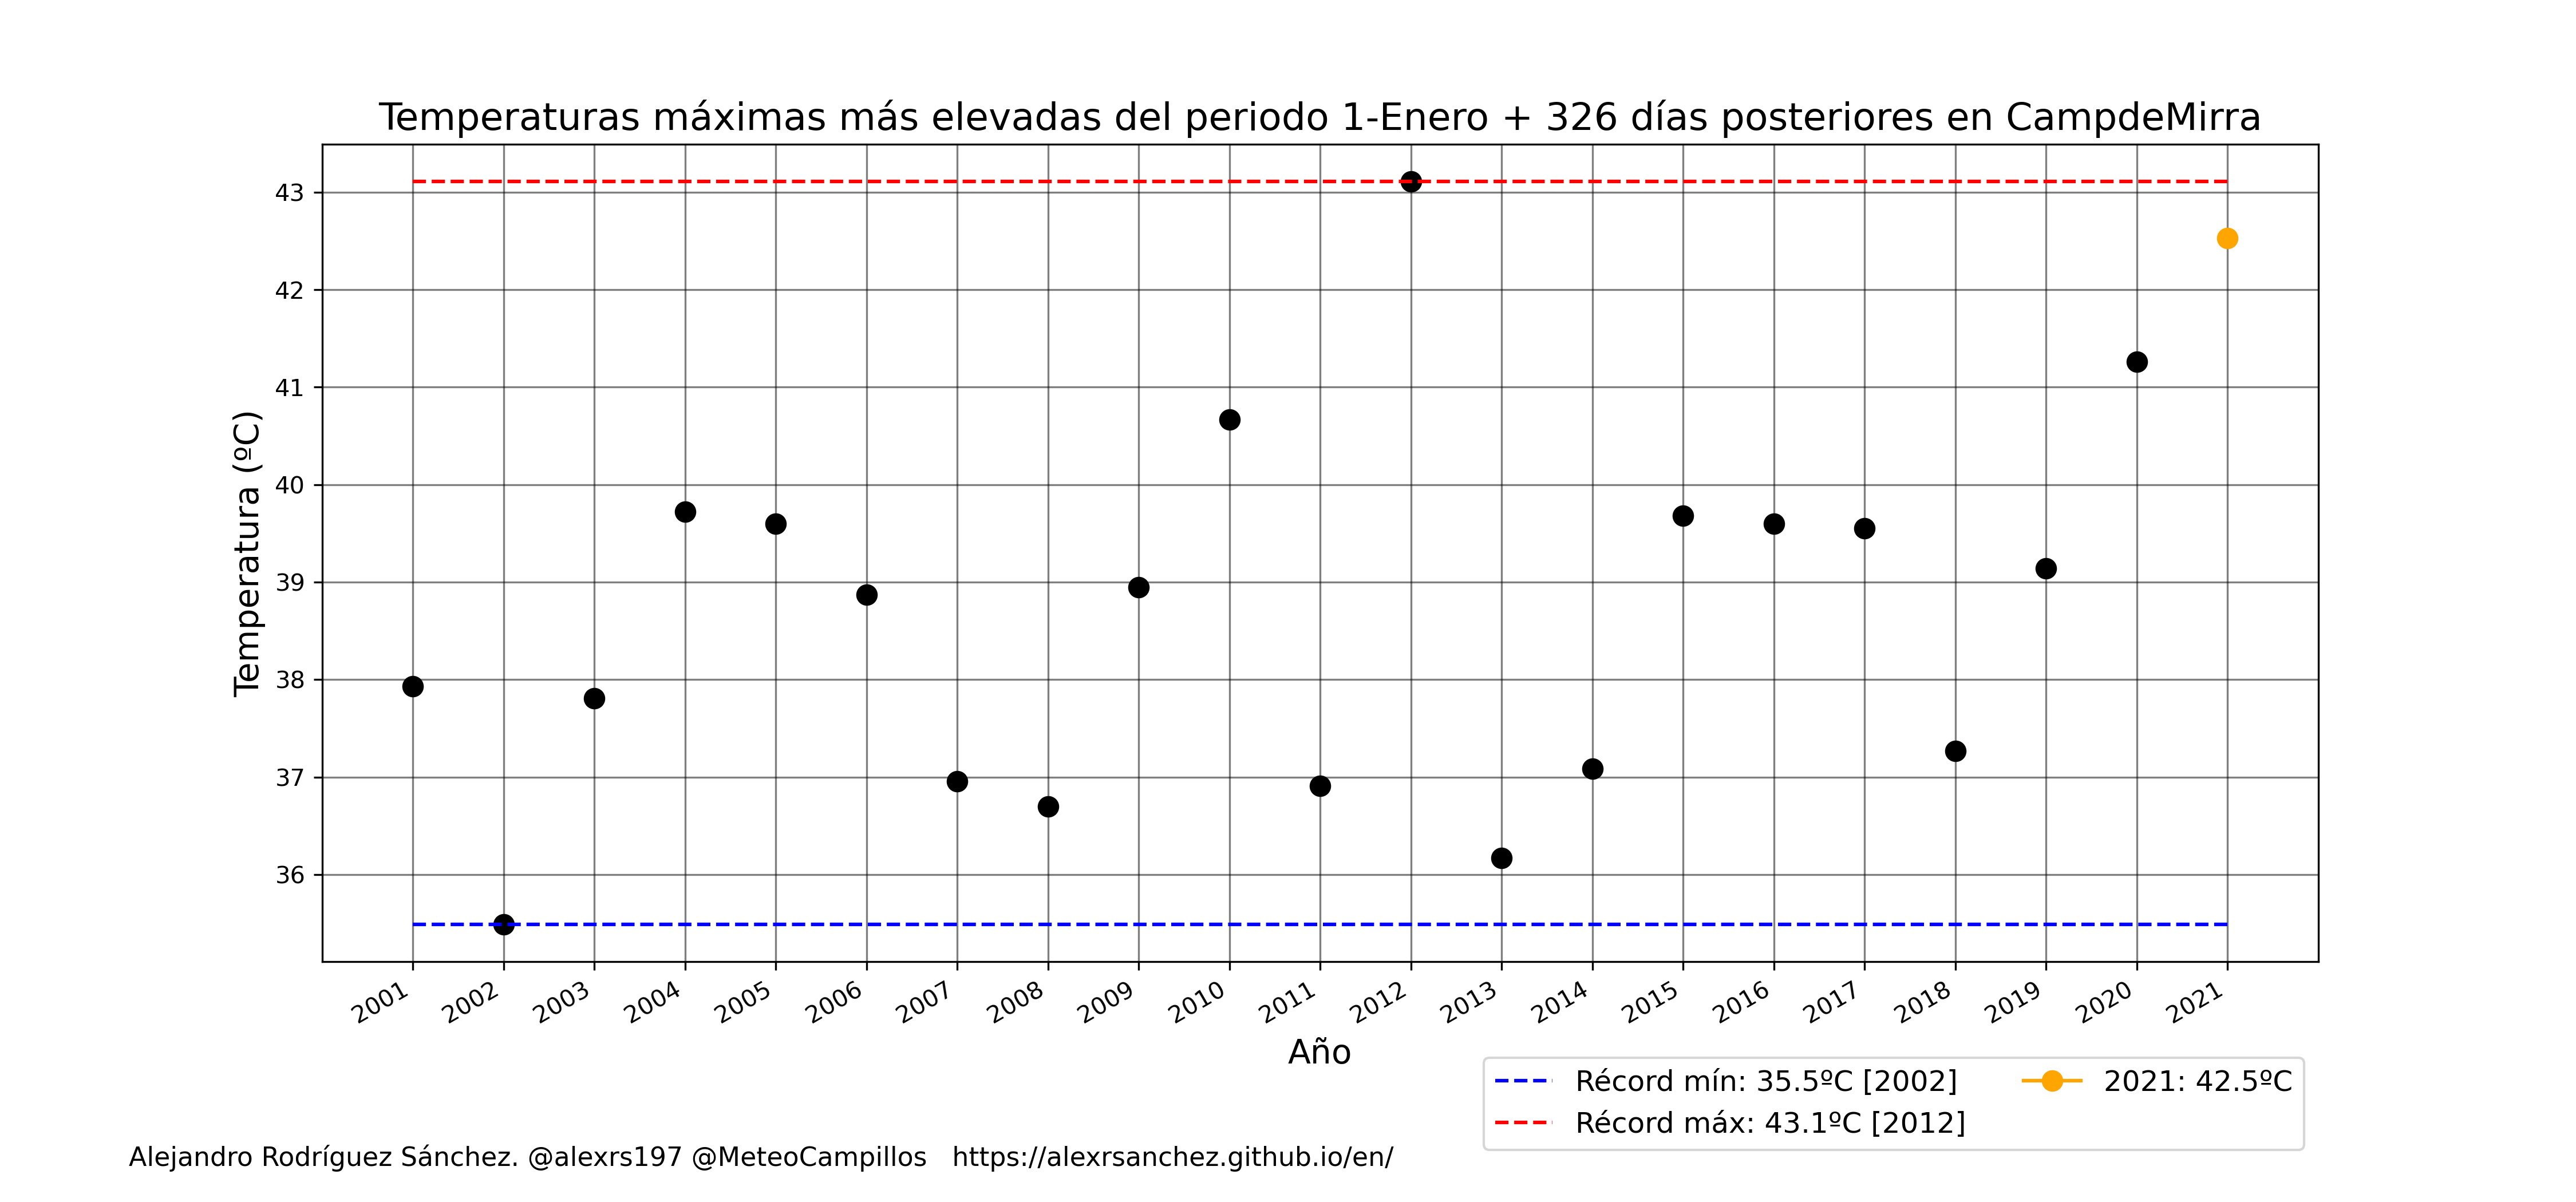 Temperaturas máximas más elevadas del periodo 1-Enero + 326 días posteriores en CampdeMirra
Temperatura (ºC)
43
42
41
40
39
38
37
36
2001 2002 2003 2004 2005 2006 2007 2008 2009 2010 2011 2012 2013 2014 2015 2016 2017 2018 2019 2020 2021
Año
Récord mín: 35.5ºC [2002]
Récord máx: 43.1ºC [2012]
2021: 42.5ºC
Alejandro Rodríguez Sánchez. @alexrs197 @MeteoCampillos https://alexrsanchez.github.io/en/